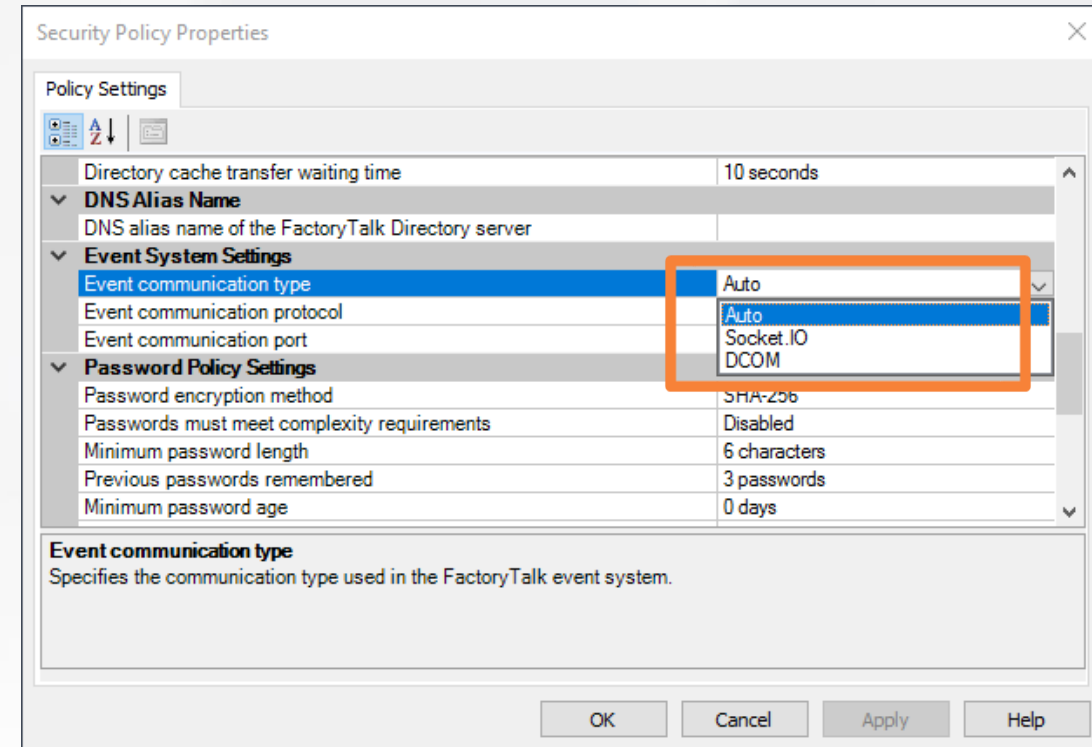 Security Policy Properties
Policy Settings
Directory cache transfer waiting time 10 seconds
DNS Alias Name
DNS alias name of the FactoryTalk Directory server
Event System Settings
Event communication type Auto
Event communication protocol Auto
Event communication port Socket.IO
DCOM
Password Policy Settings
Password encryption method SHA-256
Passwords must meet complexity requirements Disabled
Minimum password length 6 characters
Previous passwords remembered 3 passwords
Minimum password age 0 days
Event communication type
Specifies the communication type used in the FactoryTalk event system.
OK Cancel Apply Help